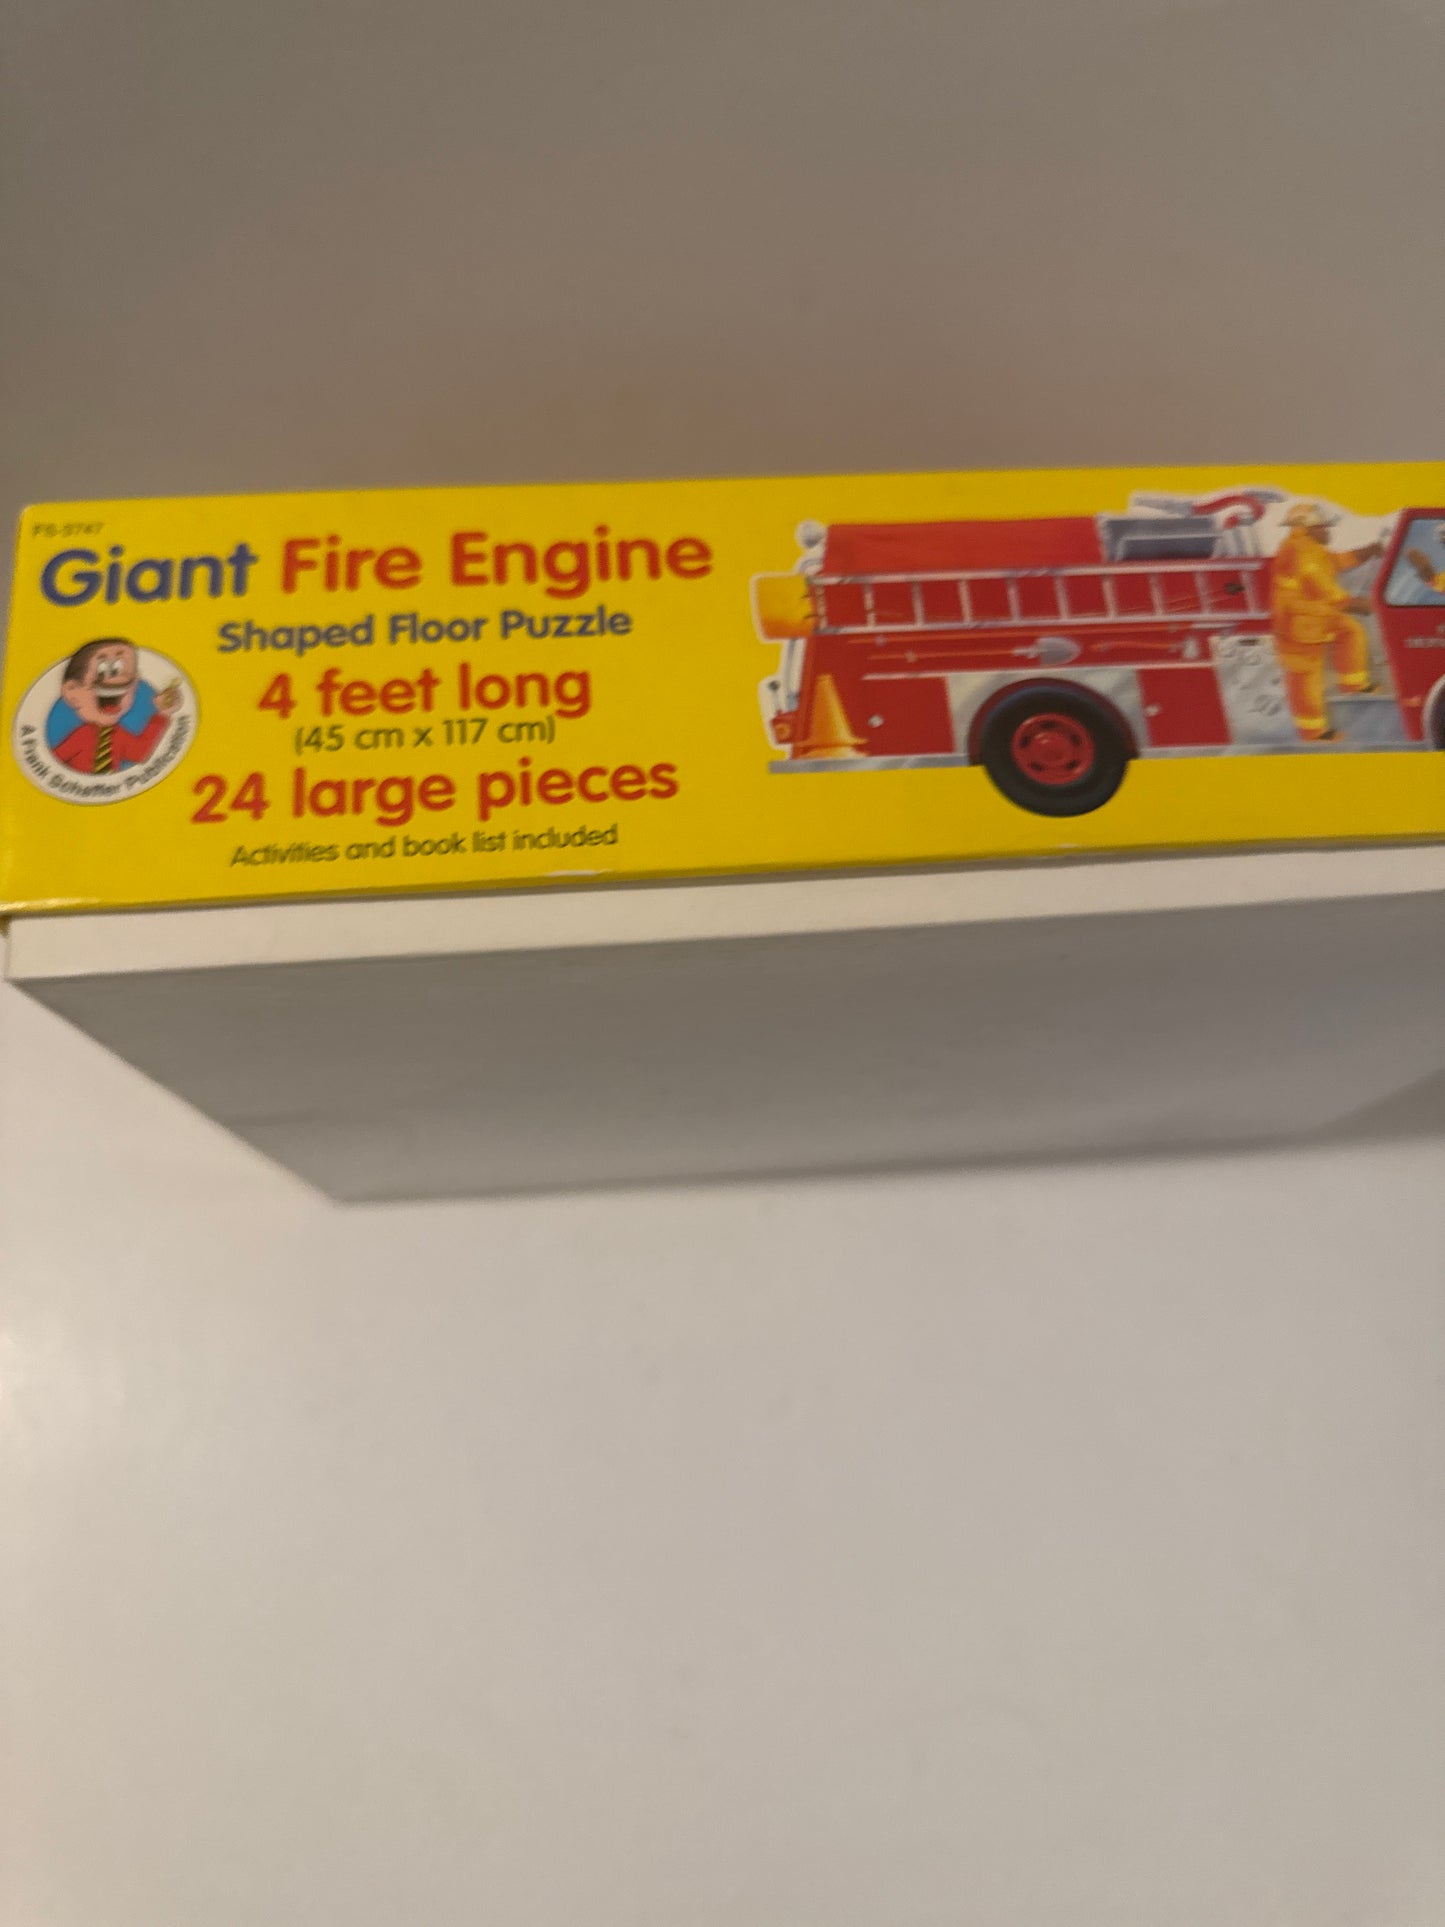 FS-9747
Giant Fire Engine
Shaped Floor Puzzle
4 feet long
(45 cm x 117 cm)
24 large pieces
Activities and book list included
A Frank Schaffer Publication